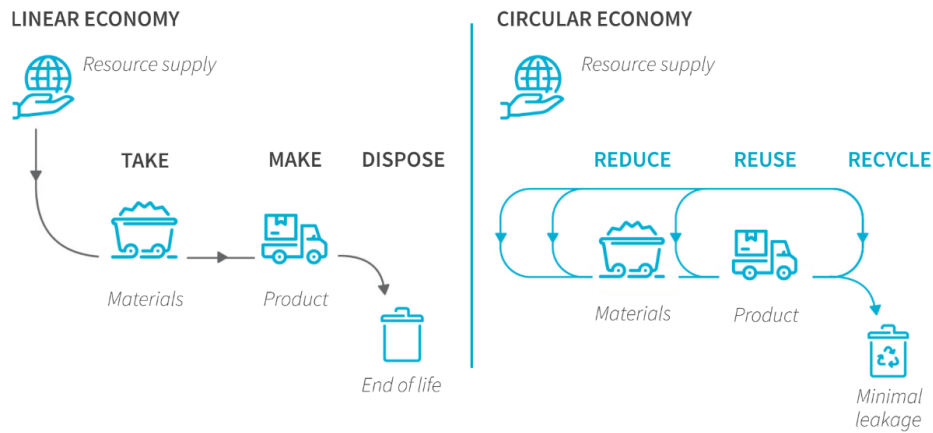 LINEAR ECONOMY
Resource supply
TAKE
MAKE
DISPOSE
Materials
Product
End of life
CIRCULAR ECONOMY
Resource supply
REDUCE
REUSE
RECYCLE
Materials
Product
Minimal
leakage